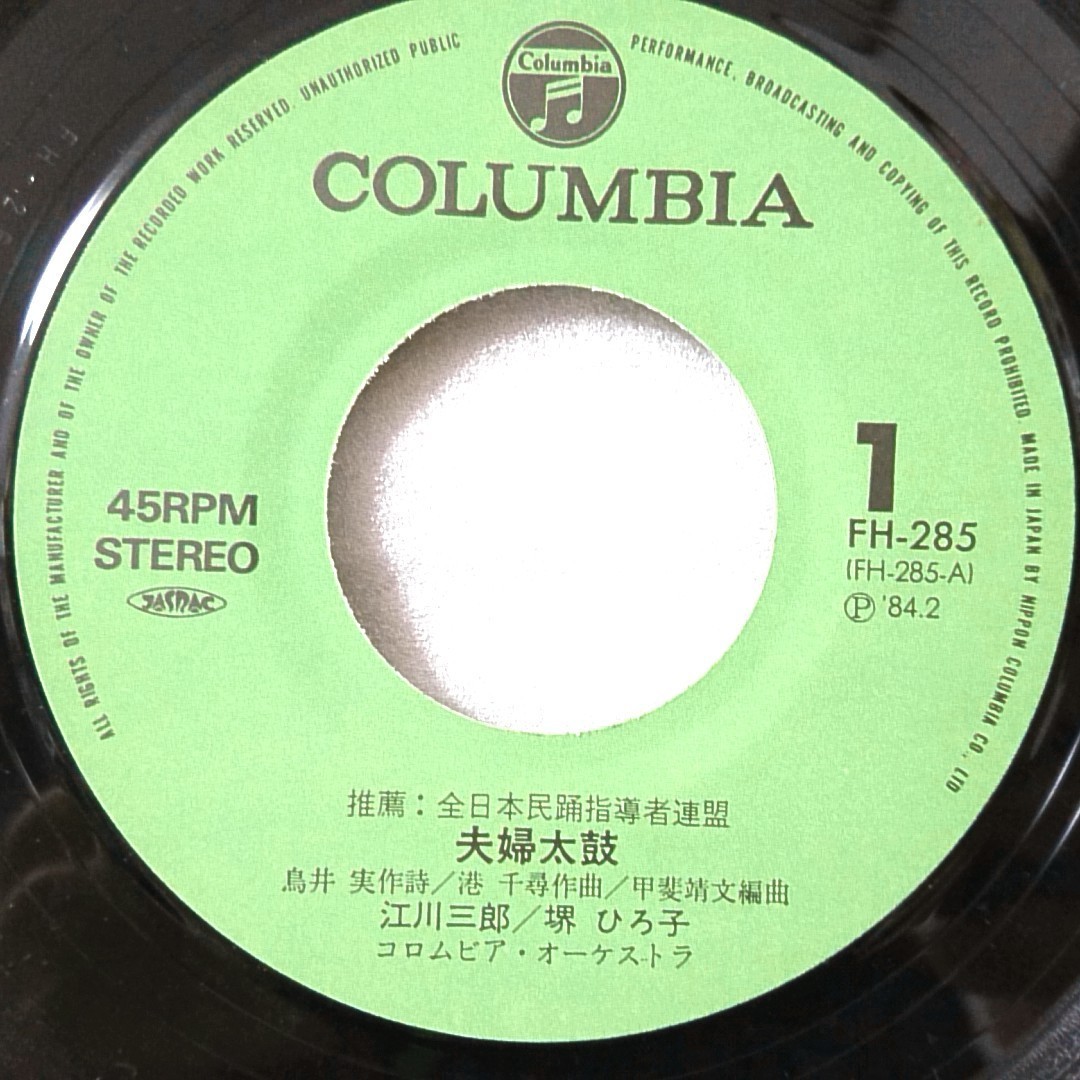 ALL RIGHTS OF THE MANUFACTURER AND OF THE OWNER OF THE RECORDED WORK RESERVED. UNAUTHORIZED PUBLIC PERFORMANCE, BROADCASTING AND COPYING OF THIS RECORD PROHIBITED. MADE IN JAPAN BY NIPPON COLUMBIA CO., LTD
Columbia
COLUMBIA
45RPM
STEREO
JASRAC
1
FH-285
(FH-285-A)
Ⓟ '84.2
推薦:全日本民踊指導者連盟
夫婦太鼓
鳥井 実作詩/港 千尋作曲/甲斐靖文編曲
江川三郎/堺 ひろ子
コロムビア・オーケストラ